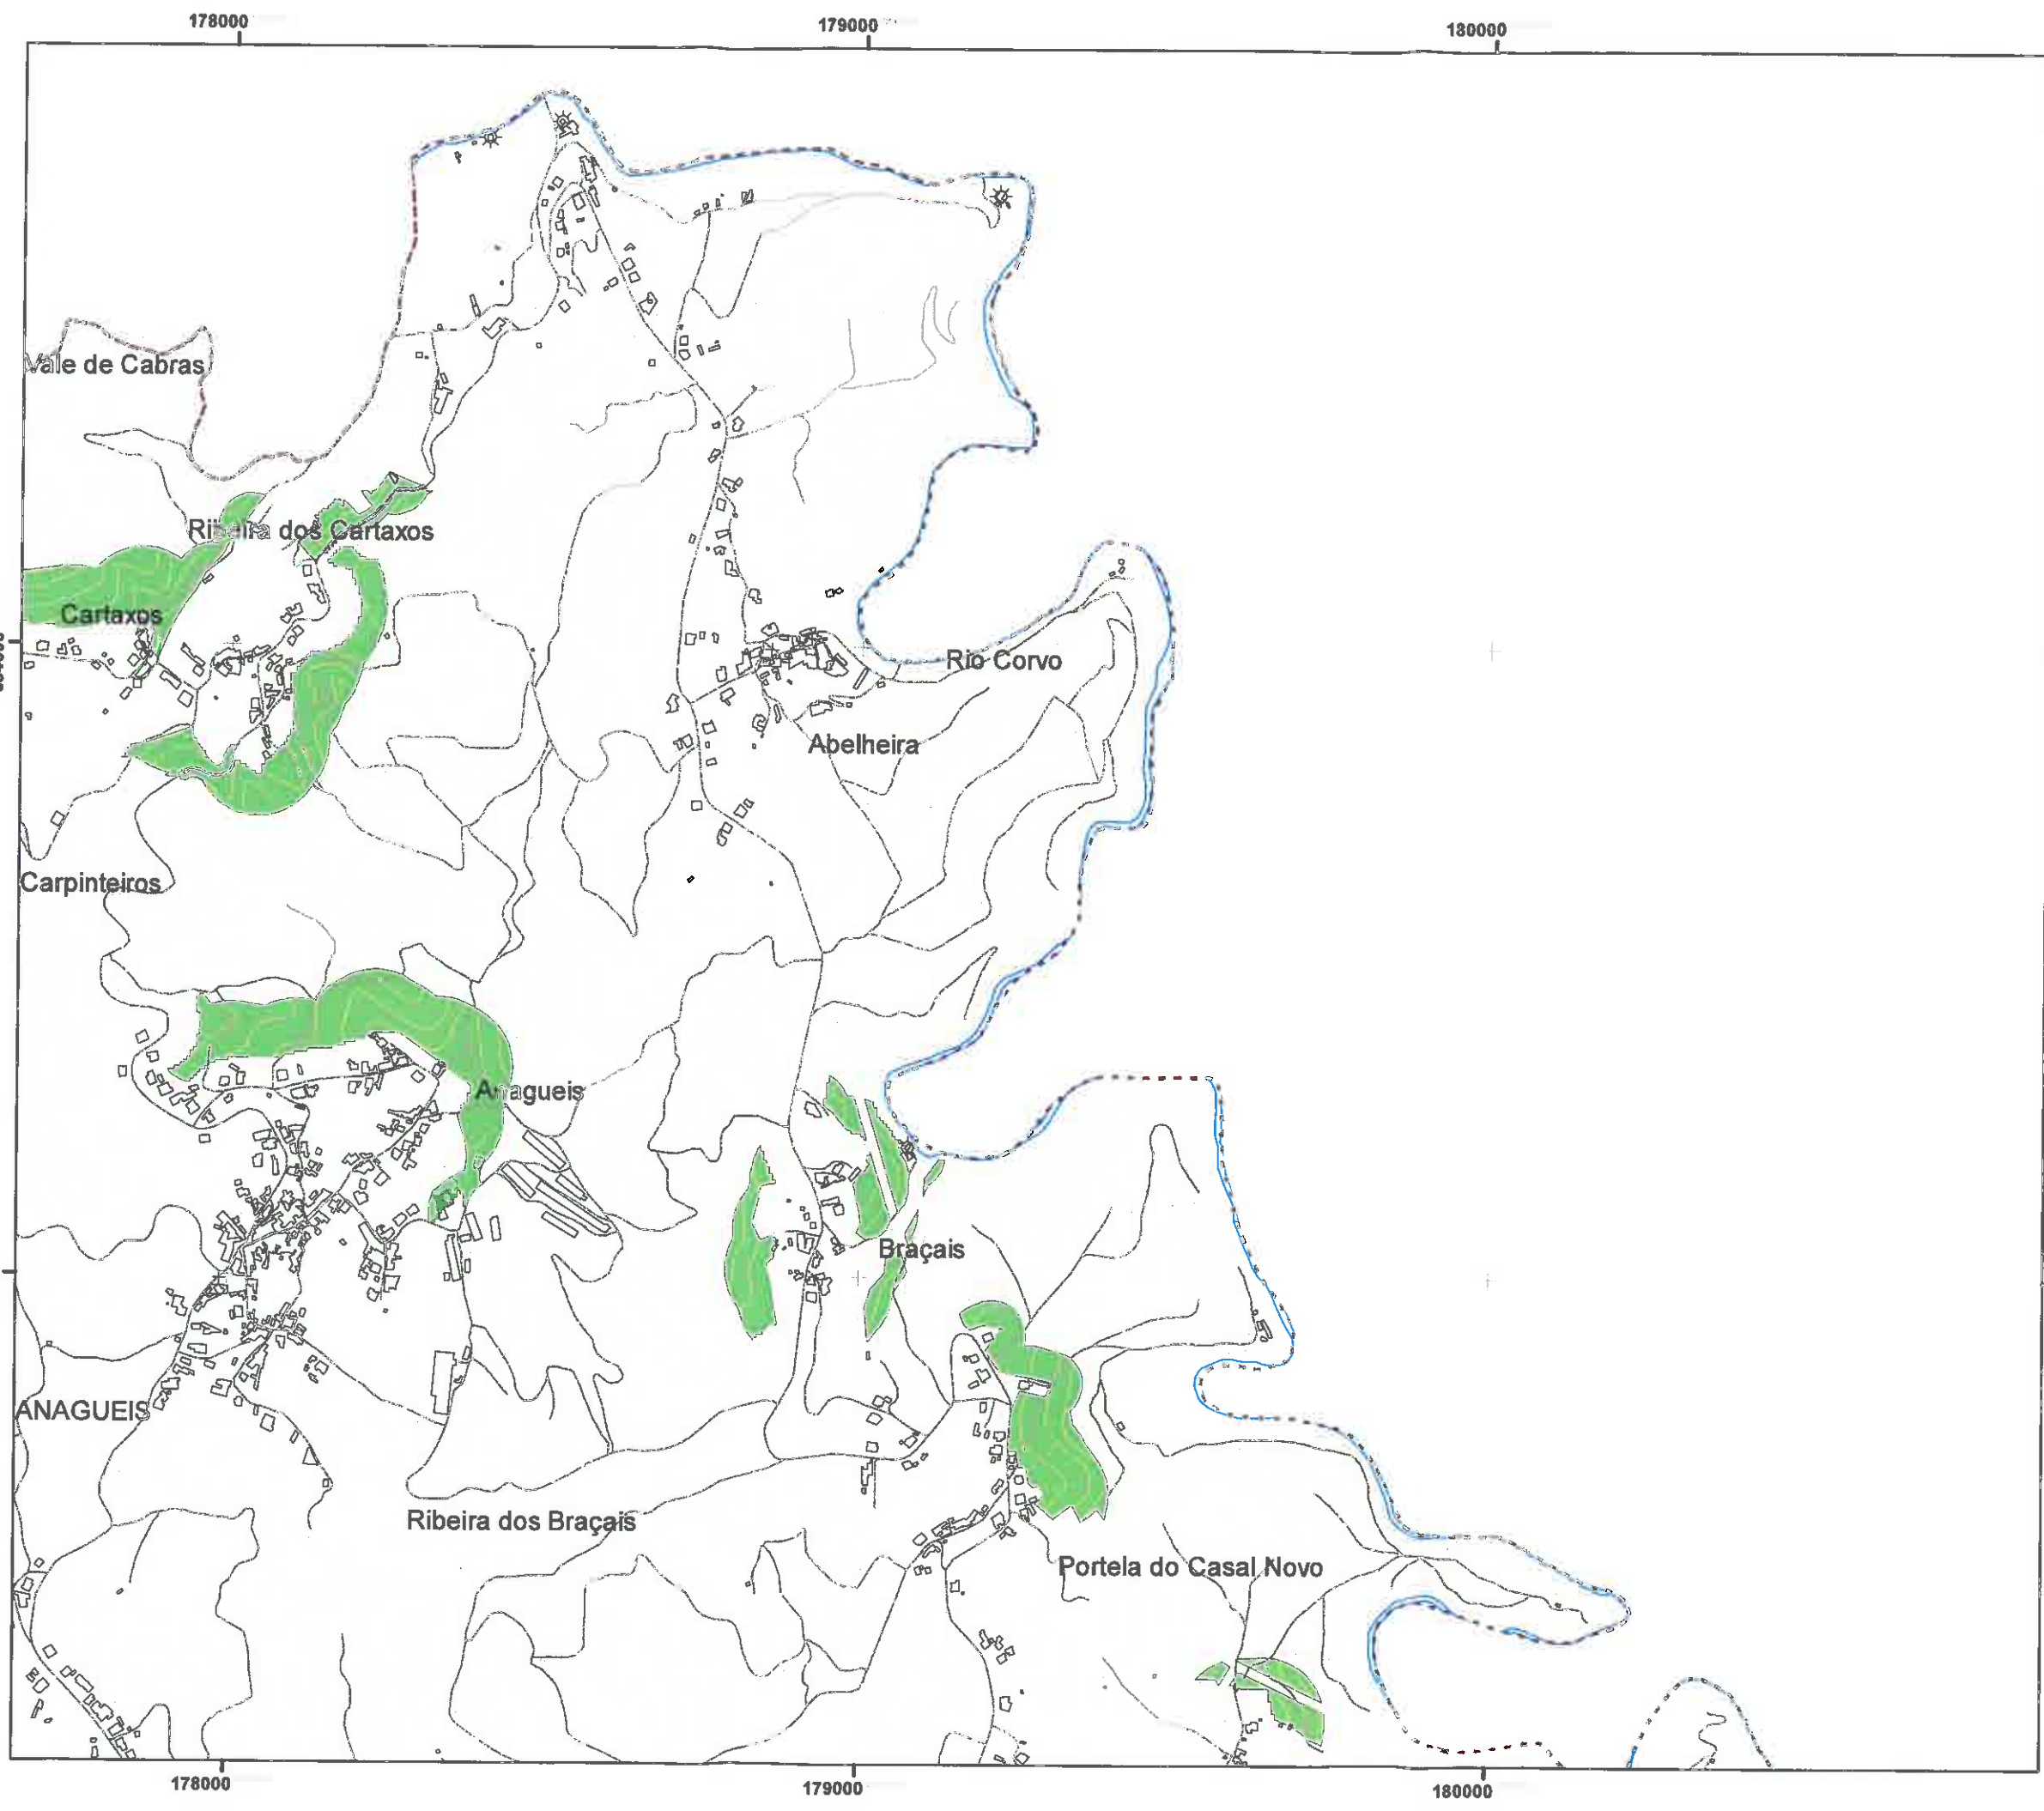 178000
179000
180000
Vale de Cabras
Ribeira dos Cartaxos
Cartaxos
Rio Corvo
Abelheira
Carpinteiros
Anagueis
Braçais
ANAGUEIS
Ribeira dos Braçais
Portela do Casal Novo
178000
179000
180000